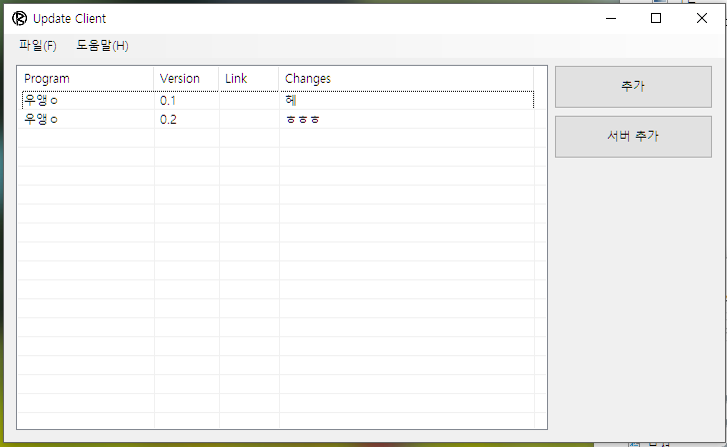 Update Client
파일(F) 도움말(H)
Program Version Link Changes
우앵ㅇ 0.1 헤
우앵ㅇ 0.2 ㅎㅎㅎ
추가
서버 추가